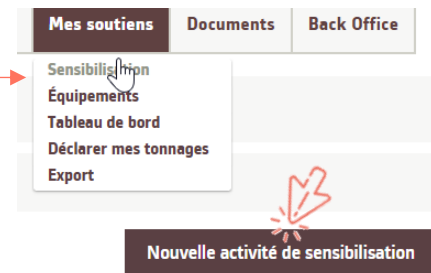 Mes soutiens Documents Back Office
Sensibilisation
Équipements
Tableau de bord
Déclarer mes tonnages
Export
Nouvelle activité de sensibilisation